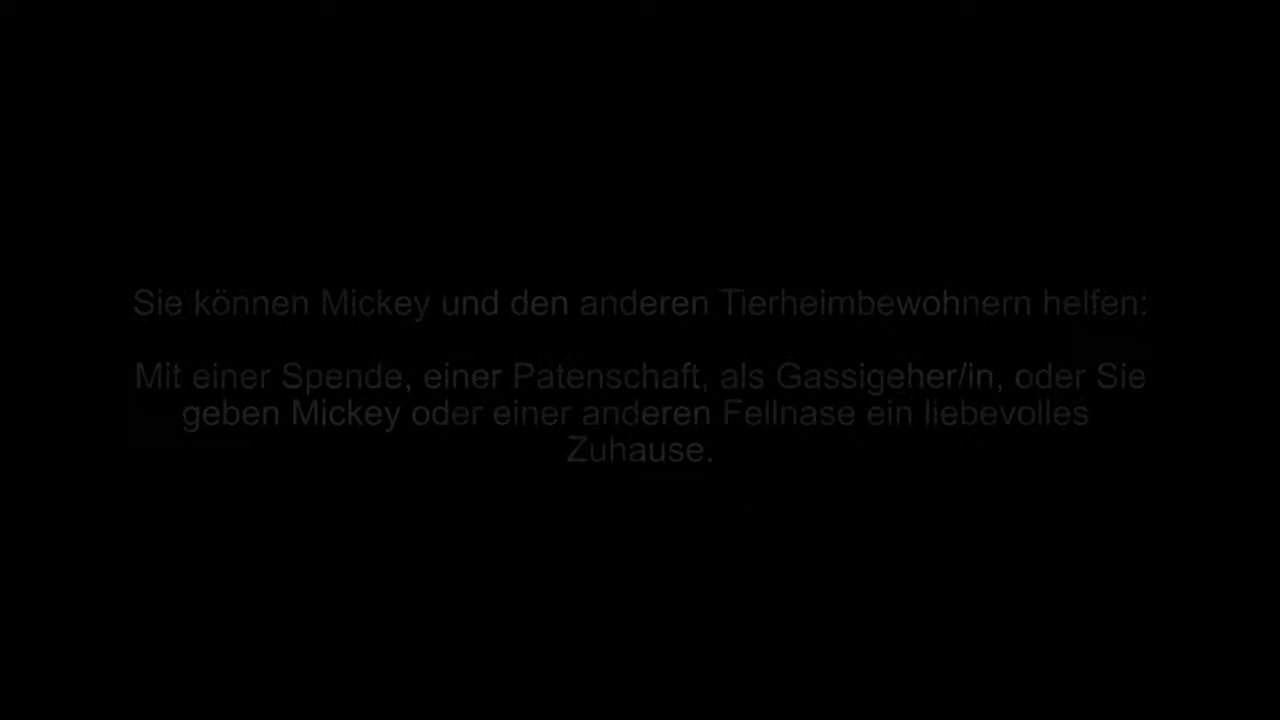 Sie können Mickey und den anderen Tierheimbewohnern helfen:
Mit einer Spende, einer Patenschaft, als Gassigeher/in, oder Sie
geben Mickey oder einer anderen Fellnase ein liebevolles
Zuhause.